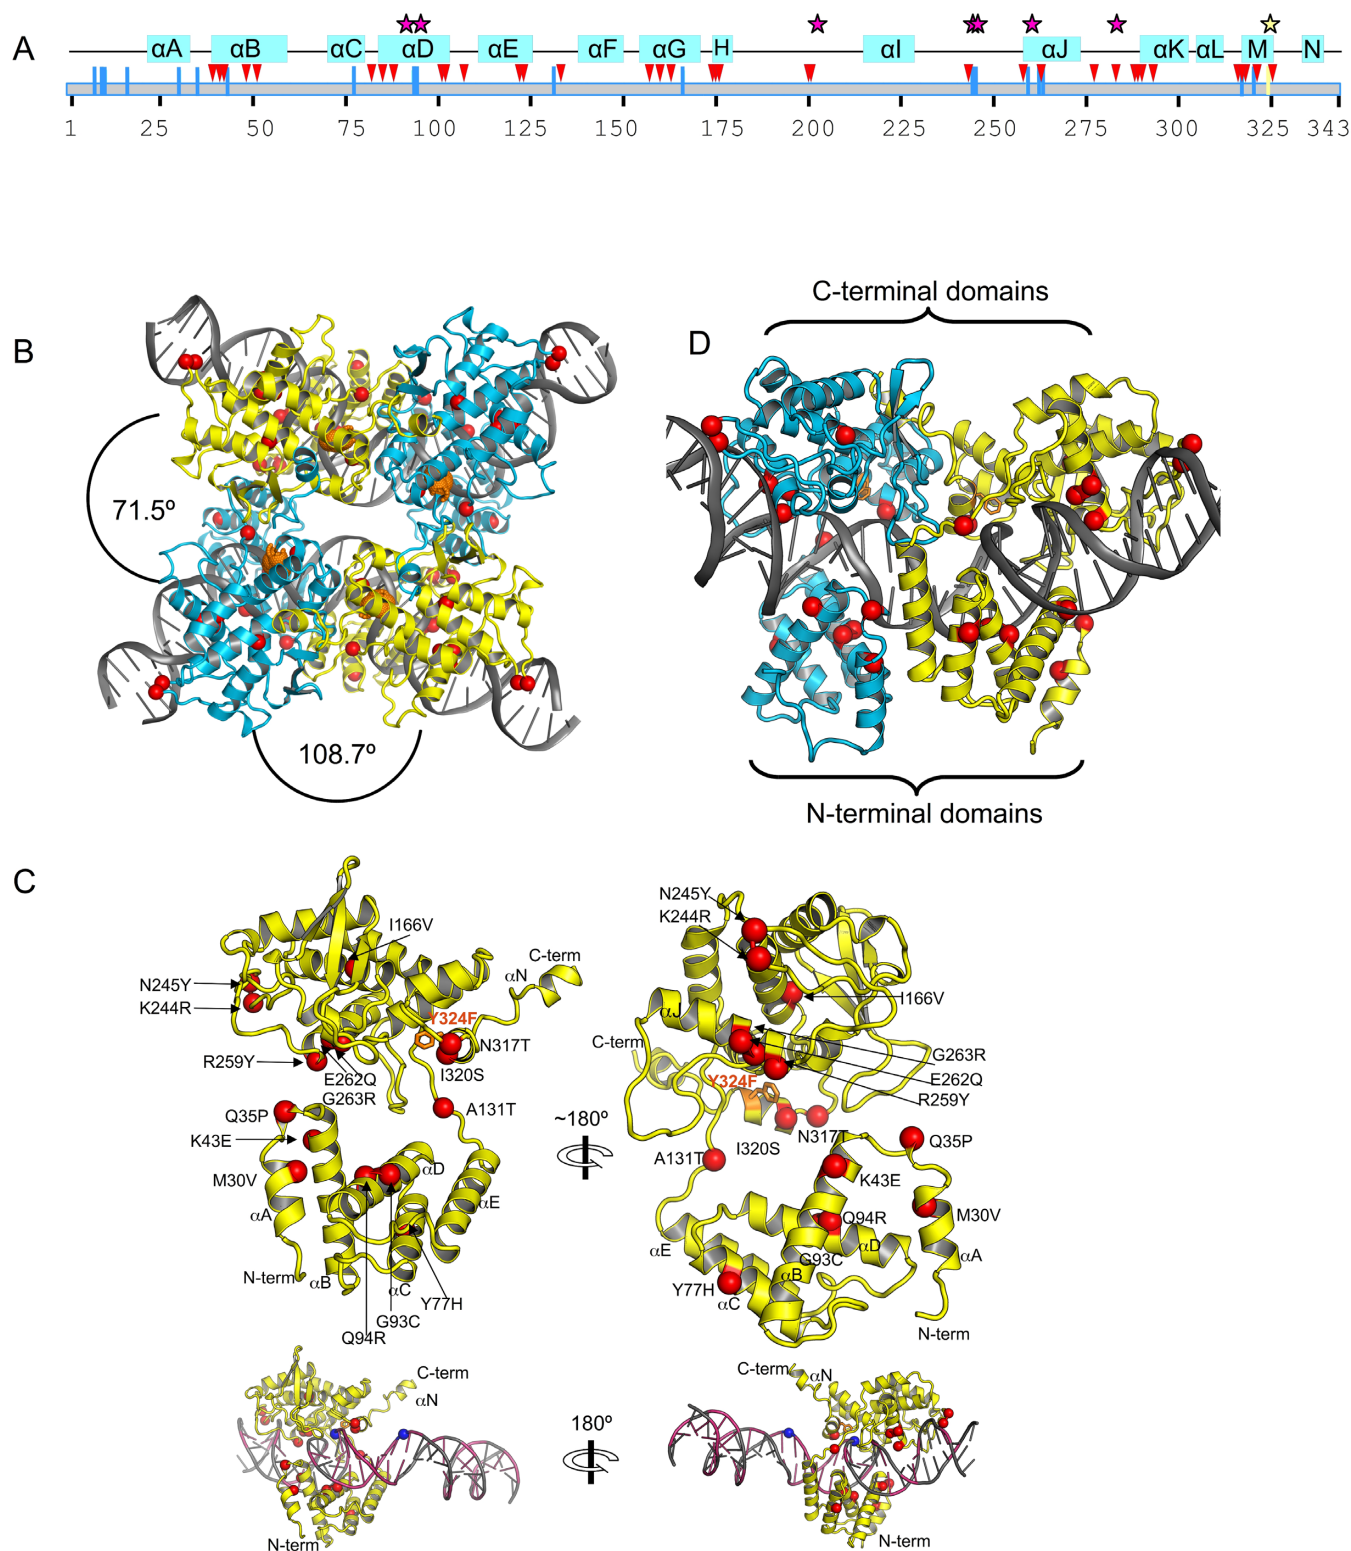 A
αA αB αC αD αE αF αG H αI αJ αK αL M N
1 25 50 75 100 125 150 175 200 225 250 275 300 325 343
B
71.5º
108.7º
D
C-terminal domains
N-terminal domains
C
I166V
C-term
αN
N245Y
K244R
Y324F
N317T
R259Y
I320S
E262Q
G263R
A131T
Q35P
K43E
αD
M30V
αE
αA
N-term
αB
αC
Y77H
G93C
Q94R
~180º
N245Y
K244R
I166V
αJ
C-term
G263R
E262Q
Y324F
R259Y
I320S
N317T
Q35P
A131T
K43E
Q94R
M30V
αE
αD
αA
G93C
αB
Y77H
αC
N-term
C-term
αN
N-term
180º
C-term
αN
N-term